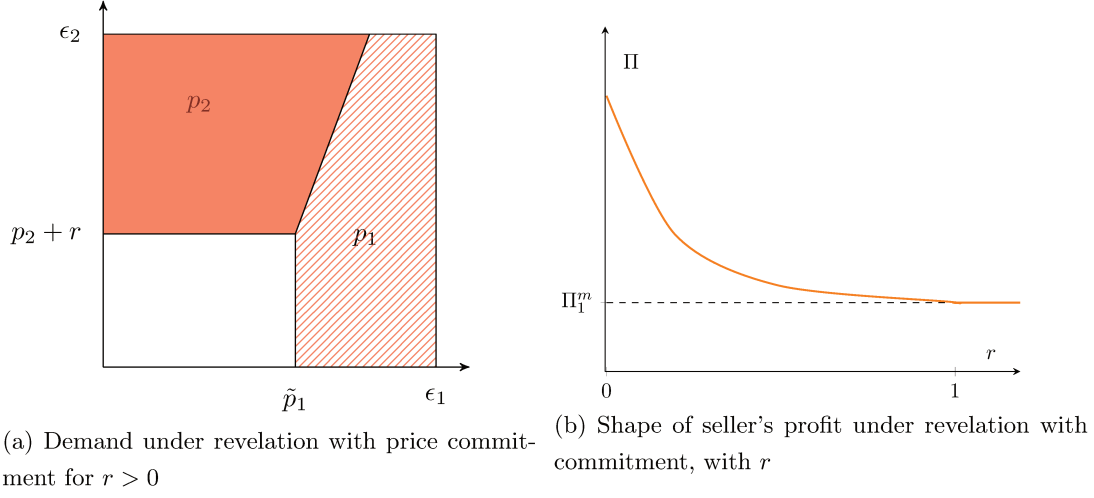 ϵ₂
p₂
p₂ + r
p₁
p̃₁
ϵ₁
(a) Demand under revelation with price commit-
ment for r > 0
Π
Π₁ᵐ
r
0
1
(b) Shape of seller's profit under revelation with
commitment, with r